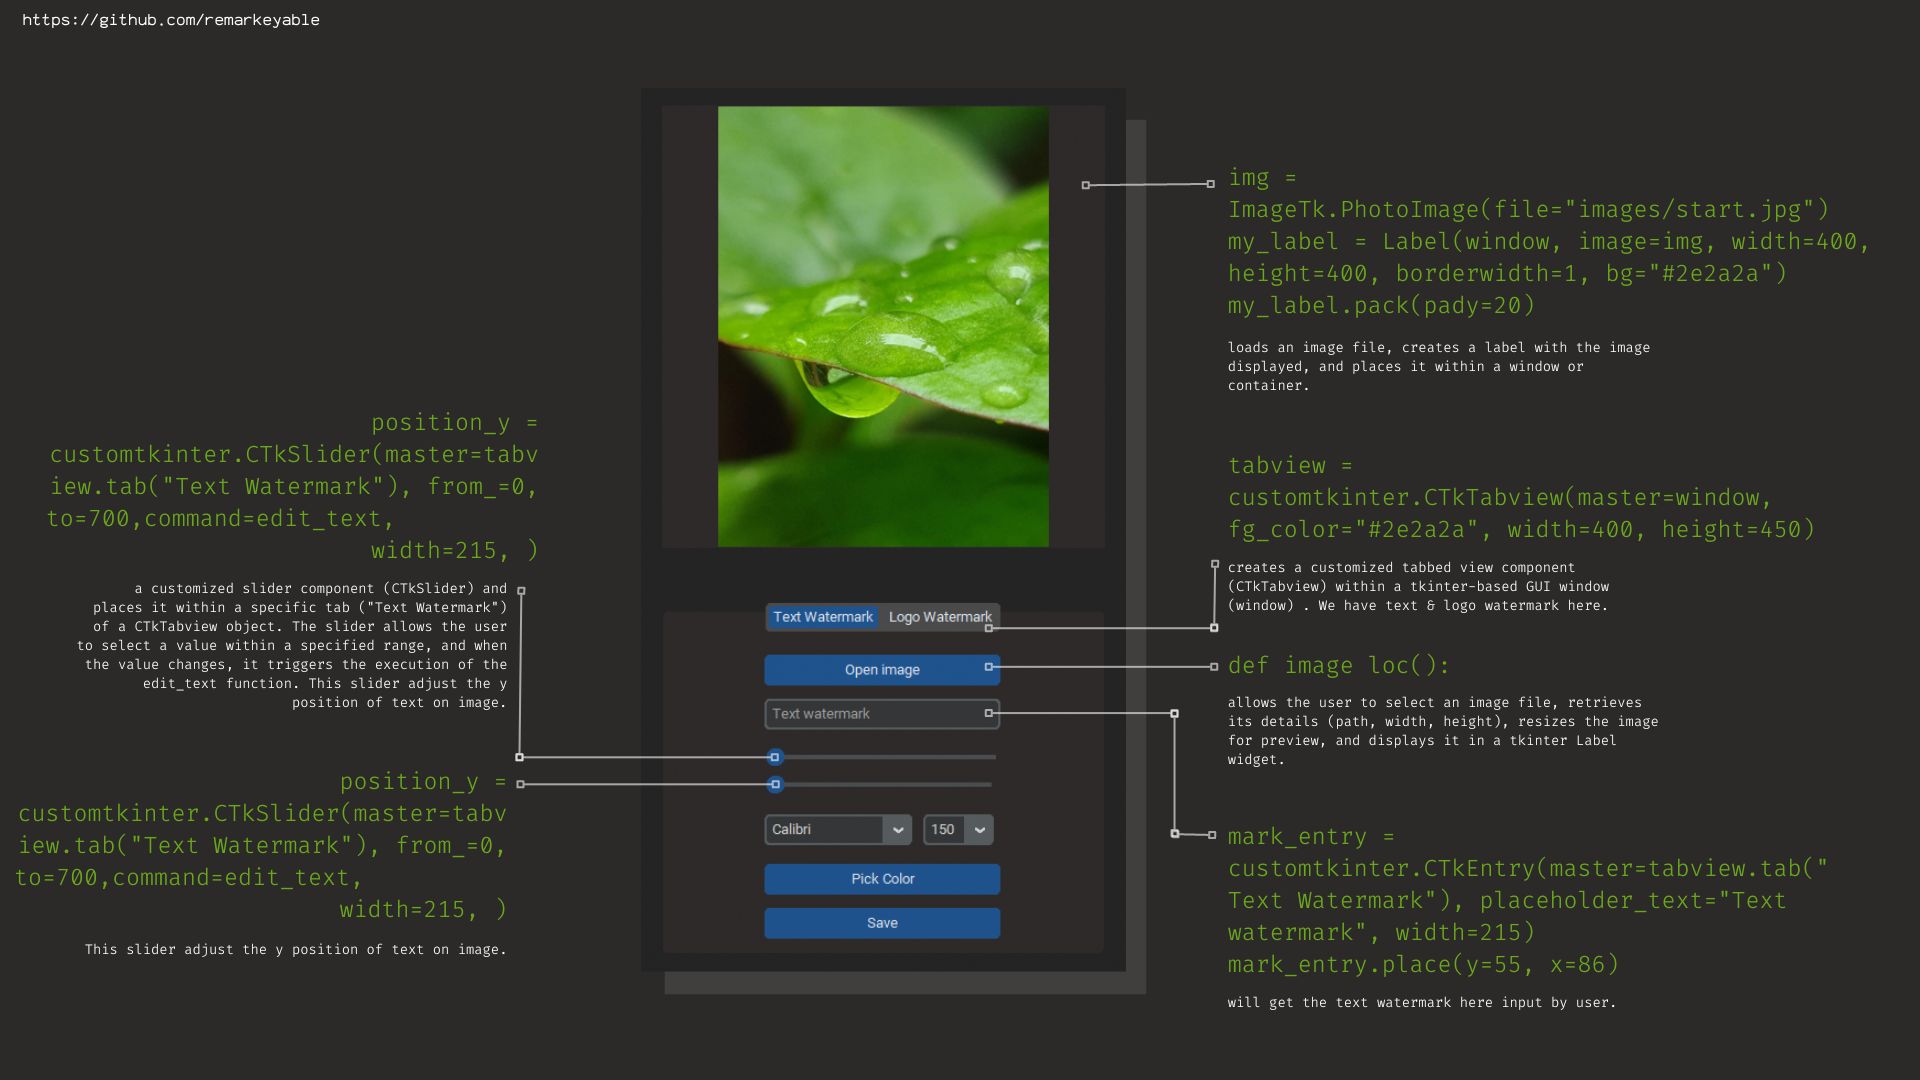 https://github.com/remarkeyable
img =
ImageTk.PhotoImage(file="images/start.jpg")
my_label = Label(window, image=img, width=400,
height=400, borderwidth=1, bg="#2e2a2a")
my_label.pack(pady=20)
loads an image file, creates a label with the image
displayed, and places it within a window or
container.
position_y =
customtkinter.CTkSlider(master=tabv
iew.tab("Text Watermark"), from_=0,
to=700,command=edit_text,
width=215, )
a customized slider component (CTkSlider) and
places it within a specific tab ("Text Watermark")
of a CTkTabview object. The slider allows the user
to select a value within a specified range, and when
the value changes, it triggers the execution of the
edit_text function. This slider adjust the y
position of text on image.
position_y =
customtkinter.CTkSlider(master=tabv
iew.tab("Text Watermark"), from_=0,
to=700,command=edit_text,
width=215, )
This slider adjust the y position of text on image.
Text Watermark Logo Watermark
Open image
Text watermark
Calibri 150
Pick Color
Save
tabview =
customtkinter.CTkTabview(master=window,
fg_color="#2e2a2a", width=400, height=450)
creates a customized tabbed view component
(CTkTabview) within a tkinter-based GUI window
(window) . We have text & logo watermark here.
def image loc():
allows the user to select an image file, retrieves
its details (path, width, height), resizes the image
for preview, and displays it in a tkinter Label
widget.
mark_entry =
customtkinter.CTkEntry(master=tabview.tab("
Text Watermark"), placeholder_text="Text
watermark", width=215)
mark_entry.place(y=55, x=86)
will get the text watermark here input by user.